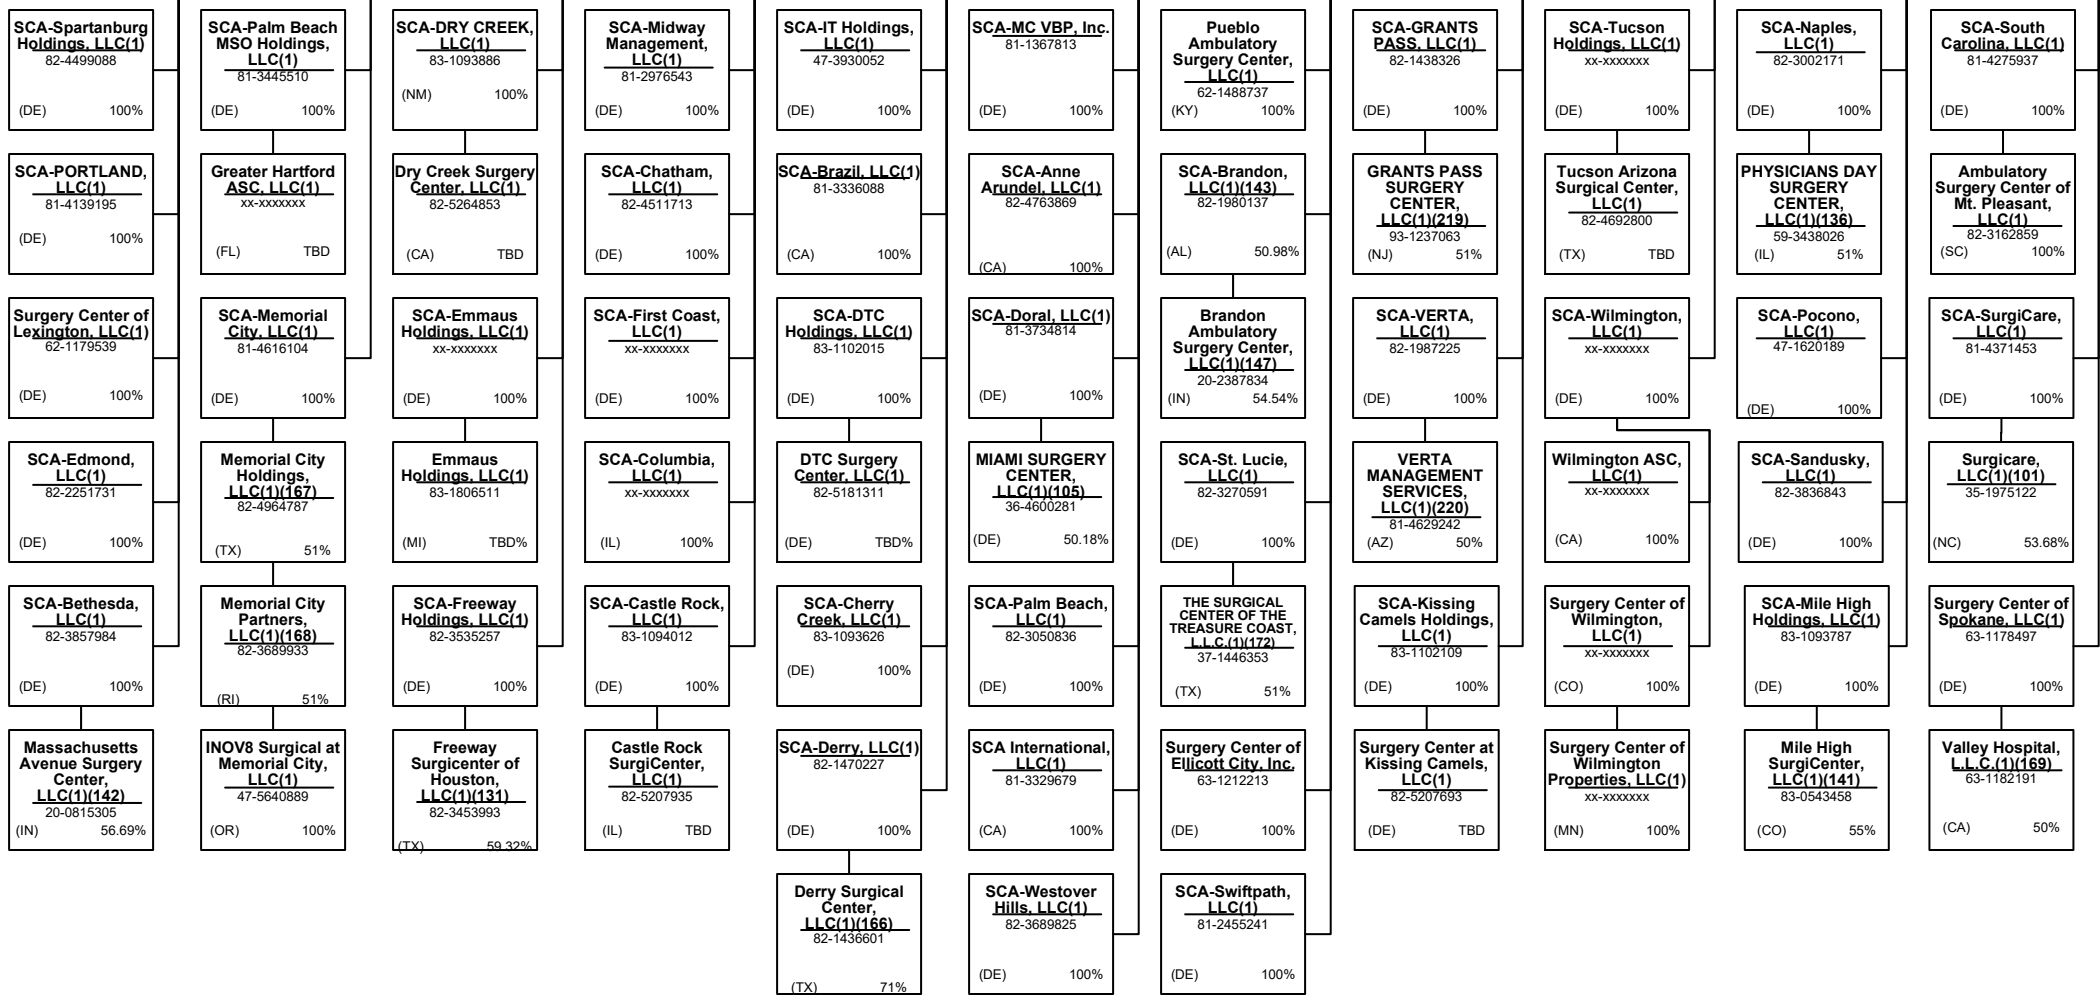 SCA-Spartanburg
Holdings, LLC(1)
82-4499088
(DE) 100%
SCA-PORTLAND,
LLC(1)
81-4139195
(DE) 100%
Surgery Center of
Lexington, LLC(1)
62-1179539
(DE) 100%
SCA-Edmond,
LLC(1)
82-2251731
(DE) 100%
SCA-Bethesda,
LLC(1)
82-3857984
(DE) 100%
Massachusetts
Avenue Surgery
Center,
LLC(1)(142)
20-0815305
(IN) 56.69%
SCA-Palm Beach
MSO Holdings,
LLC(1)
81-3445510
(DE) 100%
Greater Hartford
ASC, LLC(1)
xx-xxxxxxx
(FL) TBD
SCA-Memorial
City, LLC(1)
81-4616104
(DE) 100%
Memorial City
Holdings,
LLC(1)(167)
82-4964787
(TX) 51%
Memorial City
Partners,
LLC(1)(168)
82-3689933
(RI) 51%
INOV8 Surgical at
Memorial City,
LLC(1)
47-5640889
(OR) 100%
SCA-DRY CREEK,
LLC(1)
83-1093886
(NM) 100%
Dry Creek Surgery
Center, LLC(1)
82-5264853
(CA) TBD
SCA-Emmaus
Holdings, LLC(1)
xx-xxxxxxx
(DE) 100%
Emmaus
Holdings, LLC(1)
83-1806511
(MI) TBD%
SCA-Freeway
Holdings, LLC(1)
82-3535257
(DE) 100%
Freeway
Surgicenter of
Houston,
LLC(1)(131)
82-3453993
(TX) 59.32%
SCA-Midway
Management,
LLC(1)
81-2976543
(DE) 100%
SCA-Chatham,
LLC(1)
82-4511713
(DE) 100%
SCA-First Coast,
LLC(1)
xx-xxxxxxx
(DE) 100%
SCA-Columbia,
LLC(1)
xx-xxxxxxx
(IL) 100%
SCA-Castle Rock,
LLC(1)
83-1094012
(DE) 100%
Castle Rock
SurgiCenter,
LLC(1)
82-5207935
(IL) TBD
SCA-IT Holdings,
LLC(1)
47-3930052
(DE) 100%
SCA-Brazil, LLC(1)
81-3336088
(CA) 100%
SCA-DTC
Holdings, LLC(1)
83-1102015
(DE) 100%
DTC Surgery
Center, LLC(1)
82-5181311
(DE) TBD%
SCA-Cherry
Creek, LLC(1)
83-1093626
(DE) 100%
SCA-Derry, LLC(1)
82-1470227
(DE) 100%
Derry Surgical
Center,
LLC(1)(166)
82-1436601
(TX) 71%
SCA-MC VBP, Inc.
81-1367813
(DE) 100%
SCA-Anne
Arundel, LLC(1)
82-4763869
(CA) 100%
SCA-Doral, LLC(1)
81-3734814
(DE) 100%
MIAMI SURGERY
CENTER,
LLC(1)(105)
36-4600281
(DE) 50.18%
SCA-Palm Beach,
LLC(1)
82-3050836
(DE) 100%
SCA International,
LLC(1)
81-3329679
(CA) 100%
SCA-Westover
Hills, LLC(1)
82-3689825
(DE) 100%
Pueblo
Ambulatory
Surgery Center,
LLC(1)
62-1488737
(KY) 100%
SCA-Brandon,
LLC(1)(143)
82-1980137
(AL) 50.98%
Brandon
Ambulatory
Surgery Center,
LLC(1)(147)
20-2387834
(IN) 54.54%
SCA-St. Lucie,
LLC(1)
82-3270591
(DE) 100%
THE SURGICAL
CENTER OF THE
TREASURE COAST,
L.L.C.(1)(172)
37-1446353
(TX) 51%
Surgery Center of
Ellicott City, Inc.
63-1212213
(DE) 100%
SCA-Swiftpath,
LLC(1)
81-2455241
(DE) 100%
SCA-GRANTS
PASS, LLC(1)
82-1438326
(DE) 100%
GRANTS PASS
SURGERY
CENTER,
LLC(1)(219)
93-1237063
(NJ) 51%
SCA-VERTA,
LLC(1)
82-1987225
(DE) 100%
VERTA
MANAGEMENT
SERVICES,
LLC(1)(220)
81-4629242
(AZ) 50%
SCA-Kissing
Camels Holdings,
LLC(1)
83-1102109
(DE) 100%
Surgery Center at
Kissing Camels,
LLC(1)
82-5207693
(DE) TBD
SCA-Tucson
Holdings, LLC(1)
xx-xxxxxxx
(DE) 100%
Tucson Arizona
Surgical Center,
LLC(1)
82-4692800
(TX) TBD
SCA-Wilmington,
LLC(1)
xx-xxxxxxx
(DE) 100%
Wilmington ASC,
LLC(1)
xx-xxxxxxx
(CA) 100%
Surgery Center of
Wilmington,
LLC(1)
xx-xxxxxxx
(CO) 100%
Surgery Center of
Wilmington
Properties, LLC(1)
xx-xxxxxxx
(MN) 100%
SCA-Naples,
LLC(1)
82-3002171
(DE) 100%
PHYSICIANS DAY
SURGERY
CENTER,
LLC(1)(136)
59-3438026
(IL) 51%
SCA-Pocono,
LLC(1)
47-1620189
(DE) 100%
SCA-Sandusky,
LLC(1)
82-3836843
(DE) 100%
SCA-Mile High
Holdings, LLC(1)
83-1093787
(DE) 100%
Mile High
SurgiCenter,
LLC(1)(141)
83-0543458
(CO) 55%
SCA-South
Carolina, LLC(1)
81-4275937
(DE) 100%
Ambulatory
Surgery Center of
Mt. Pleasant,
LLC(1)
82-3162859
(SC) 100%
SCA-SurgiCare,
LLC(1)
81-4371453
(DE) 100%
Surgicare,
LLC(1)(101)
35-1975122
(NC) 53.68%
Surgery Center of
Spokane, LLC(1)
63-1178497
(DE) 100%
Valley Hospital,
L.L.C.(1)(169)
63-1182191
(CA) 50%